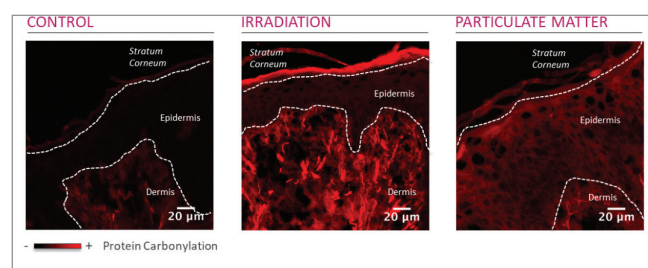 CONTROL
Stratum
Corneum
Epidermis
Dermis
20 µm
IRRADIATION
Stratum
Corneum
Epidermis
Dermis
20 µm
PARTICULATE MATTER
Stratum
Corneum
Epidermis
Dermis
20 µm
- + Protein Carbonylation